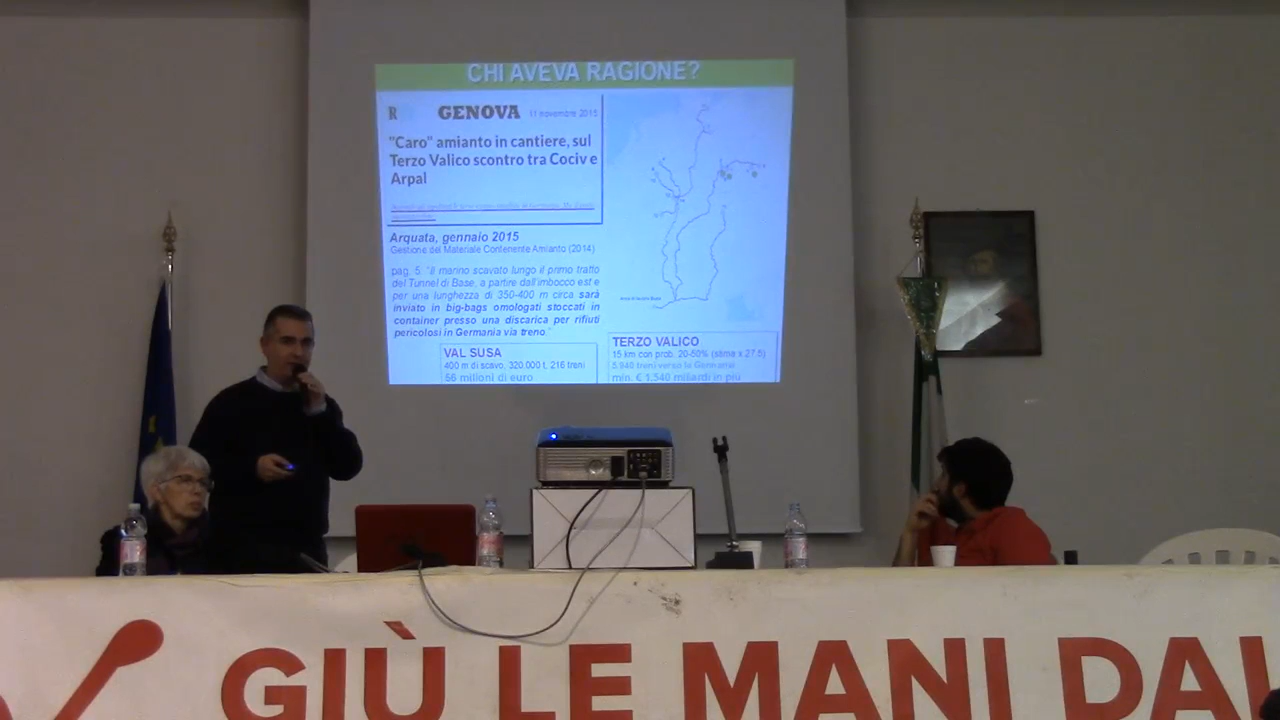 CHI AVEVA RAGIONE?
R
GENOVA 11 novembre 2015
"Caro" amianto in cantiere, sul
Terzo Valico scontro tra Cociv e
Arpal
Arquata, gennaio 2015
Gestione del Materiale Contenente Amianto (2014)
pag. 5: "Il marino scavato lungo il primo tratto
del Tunnel di Base, a partire dall'imbocco est e
per una lunghezza di 350-400 m circa sarà
inviato in big-bags omologati stoccati in
container presso una discarica per rifiuti
pericolosi in Germania via treno."
VAL SUSA
400 m di scavo, 320.000 t, 216 treni
56 milioni di euro
TERZO VALICO
15 km con prob. 20-50% (stima x 27.5)
5.940 treni verso la Germania
min. € 1.540 miliardi in più
GIÙ LE MANI DAL